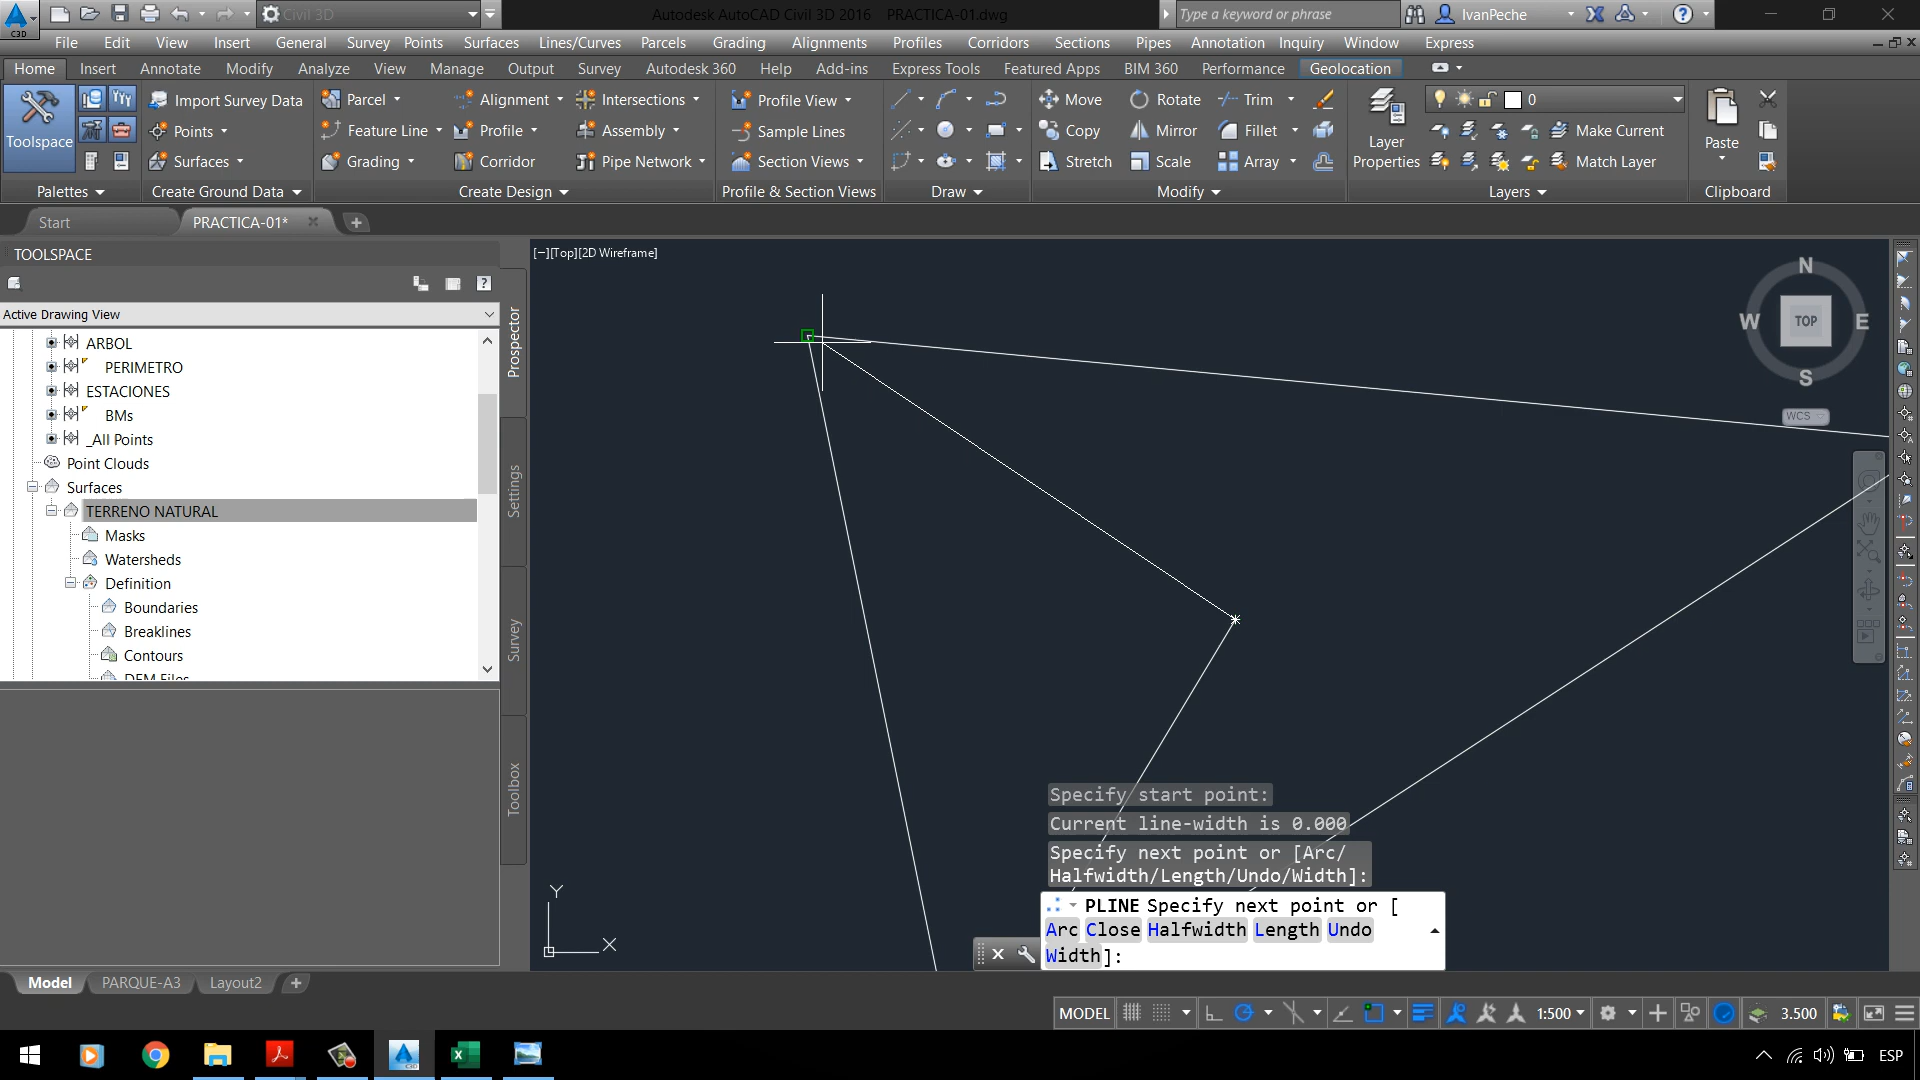 Civil 3D
Autodesk AutoCAD Civil 3D 2016 PRACTICA-01.dwg
Type a keyword or phrase
IvanPeche
C3D
File Edit View Insert General Survey Points Surfaces Lines/Curves Parcels Grading Alignments Profiles Corridors Sections Pipes Annotation Inquiry Window Express
Home Insert Annotate Modify Analyze View Manage Output Survey Autodesk 360 Help Add-ins Express Tools Featured Apps BIM 360 Performance Geolocation
Import Survey Data Parcel Alignment Intersections Profile View Move Rotate Trim 0
Toolspace Points Feature Line Profile Assembly Sample Lines Copy Mirror Fillet Layer Properties Make Current Paste
Surfaces Grading Corridor Pipe Network Section Views Stretch Scale Array Match Layer
Palettes Create Ground Data Create Design Profile & Section Views Draw Modify Layers Clipboard
Start PRACTICA-01*
TOOLSPACE
[−][Top][2D Wireframe]
Active Drawing View
ARBOL
PERIMETRO
ESTACIONES
BMs
_All Points
Point Clouds
Surfaces
TERRENO NATURAL
Masks
Watersheds
Definition
Boundaries
Breaklines
Contours
DEM Files
Prospector
Settings
Survey
Toolbox
N
W TOP E
S
WCS
Specify start point:
Current line-width is 0.000
Specify next point or [Arc/
Halfwidth/Length/Undo/Width]:
PLINE Specify next point or [
Arc Close Halfwidth Length Undo
Width]:
Y
X
Model PARQUE-A3 Layout2
MODEL 1:500 3.500
ESP